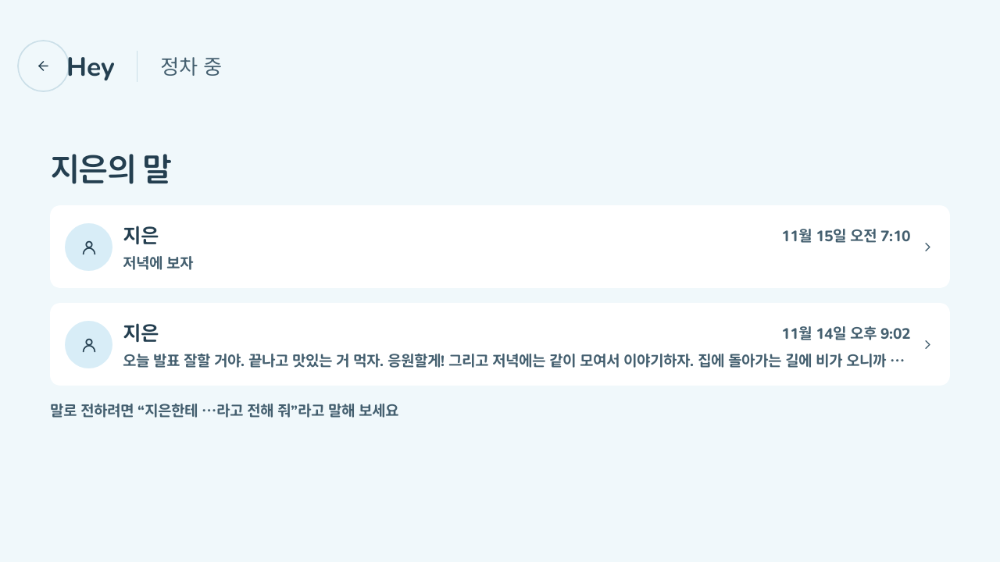 Hey
정차 중
지은의 말
지은
11월 15일 오전 7:10
저녁에 보자
지은
11월 14일 오후 9:02
오늘 발표 잘할 거야. 끝나고 맛있는 거 먹자. 응원할게! 그리고 저녁에는 같이 모여서 이야기하자. 집에 돌아가는 길에 비가 오니까 …
말로 전하려면 “지은한테 …라고 전해 줘”라고 말해 보세요